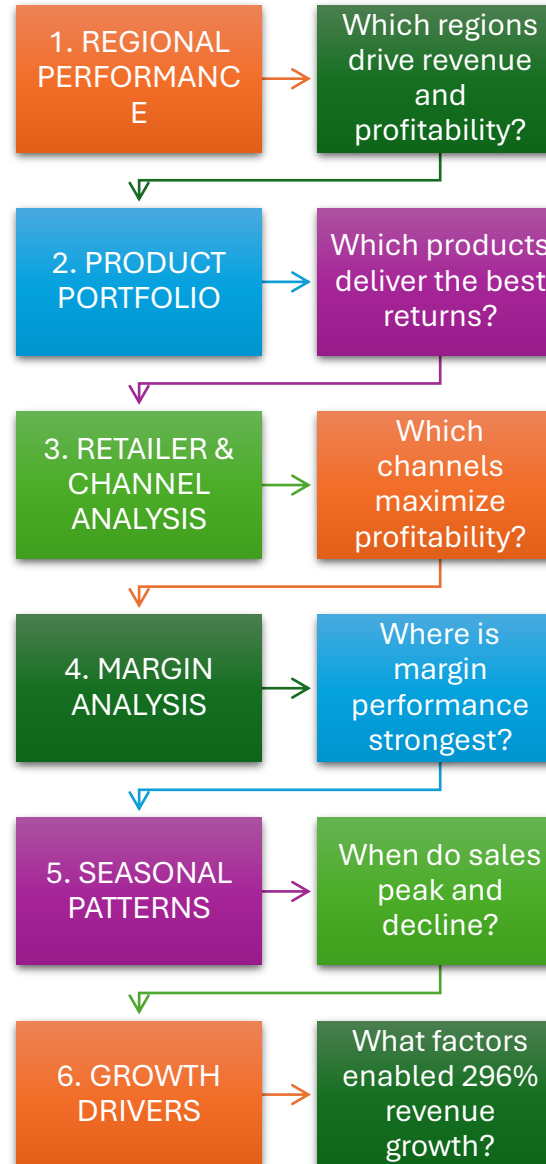 1. REGIONAL
PERFORMANC
E
Which regions
drive revenue
and
profitability?
2. PRODUCT
PORTFOLIO
Which products
deliver the best
returns?
3. RETAILER &
CHANNEL
ANALYSIS
Which
channels
maximize
profitability?
4. MARGIN
ANALYSIS
Where is
margin
performance
strongest?
5. SEASONAL
PATTERNS
When do sales
peak and
decline?
6. GROWTH
DRIVERS
What factors
enabled 296%
revenue
growth?